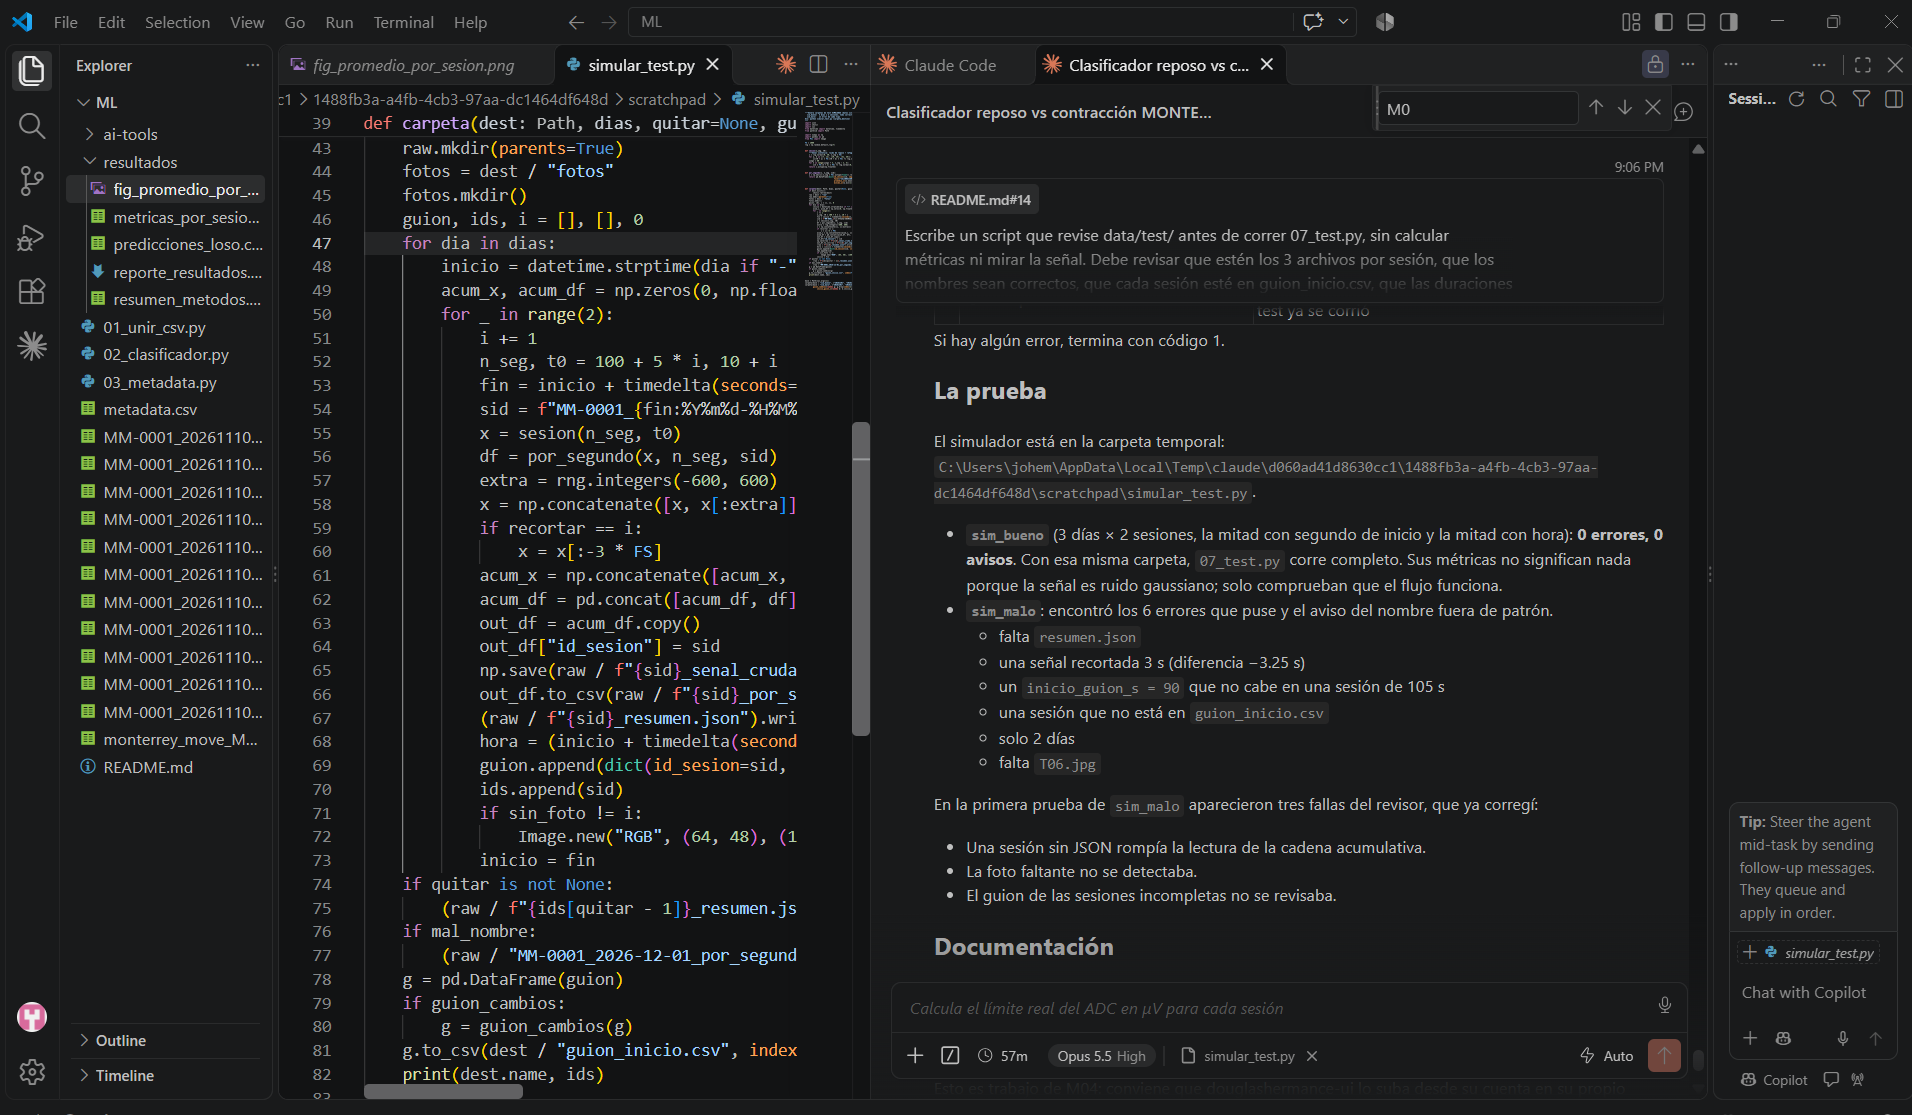 File Edit Selection View Go Run Terminal Help
ML
Explorer
ML
ai-tools
resultados
fig_promedio_por_...
metricas_por_sesio...
predicciones_loso.c...
reporte_resultados....
resumen_metodos....
01_unir_csv.py
02_clasificador.py
03_metadata.py
metadata.csv
MM-0001_20261110...
MM-0001_20261110...
MM-0001_20261110...
MM-0001_20261110...
MM-0001_20261110...
MM-0001_20261110...
MM-0001_20261110...
MM-0001_20261110...
MM-0001_20261110...
MM-0001_20261110...
MM-0001_20261110...
monterrey_move_M...
README.md
Outline
Timeline
fig_promedio_por_sesion.png
simular_test.py
c1 > 1488fb3a-a4fb-4cb3-97aa-dc1464df648d > scratchpad > simular_test.py
39 def carpeta(dest: Path, dias, quitar=None, gu
43 raw.mkdir(parents=True)
44 fotos = dest / "fotos"
45 fotos.mkdir()
46 guion, ids, i = [], [], 0
47 for dia in dias:
48 inicio = datetime.strptime(dia if "-"
49 acum_x, acum_df = np.zeros(0, np.floa
50 for _ in range(2):
51 i += 1
52 n_seg, t0 = 100 + 5 * i, 10 + i
53 fin = inicio + timedelta(seconds=
54 sid = f"MM-0001_{fin:%Y%m%d-%H%M%
55 x = sesion(n_seg, t0)
56 df = por_segundo(x, n_seg, sid)
57 extra = rng.integers(-600, 600)
58 x = np.concatenate([x, x[:extra]]
59 if recortar == i:
60 x = x[:-3 * FS]
61 acum_x = np.concatenate([acum_x,
62 acum_df = pd.concat([acum_df, df]
63 out_df = acum_df.copy()
64 out_df["id_sesion"] = sid
65 np.save(raw / f"{sid}_senal_cruda
66 out_df.to_csv(raw / f"{sid}_por_s
67 (raw / f"{sid}_resumen.json").wri
68 hora = (inicio + timedelta(second
69 guion.append(dict(id_sesion=sid,
70 ids.append(sid)
71 if sin_foto != i:
72 Image.new("RGB", (64, 48), (1
73 inicio = fin
74 if quitar is not None:
75 (raw / f"{ids[quitar - 1]}_resumen.js
76 if mal_nombre:
77 (raw / "MM-0001_2026-12-01_por_segund
78 g = pd.DataFrame(guion)
79 if guion_cambios:
80 g = guion_cambios(g)
81 g.to_csv(dest / "guion_inicio.csv", index
82 print(dest.name, ids)
83
Claude Code
Clasificador reposo vs c...
Clasificador reposo vs contracción MONTE...
M0
9:06 PM
README.md#14
Escribe un script que revise data/test/ antes de correr 07_test.py, sin calcular
métricas ni mirar la señal. Debe revisar que estén los 3 archivos por sesión, que los
nombres sean correctos, que cada sesión esté en guion_inicio.csv, que las duraciones
test ya se corrió
Si hay algún error, termina con código 1.
La prueba
El simulador está en la carpeta temporal:
C:\Users\johem\AppData\Local\Temp\claude\d060ad41d8630cc1\1488fb3a-a4fb-4cb3-97aa-
dc1464df648d\scratchpad\simular_test.py.
sim_bueno (3 días × 2 sesiones, la mitad con segundo de inicio y la mitad con hora): 0 errores, 0
avisos. Con esa misma carpeta, 07_test.py corre completo. Sus métricas no significan nada
porque la señal es ruido gaussiano; solo comprueban que el flujo funciona.
sim_malo: encontró los 6 errores que puse y el aviso del nombre fuera de patrón.
falta resumen.json
una señal recortada 3 s (diferencia −3.25 s)
un inicio_guion_s = 90 que no cabe en una sesión de 105 s
una sesión que no está en guion_inicio.csv
solo 2 días
falta T06.jpg
En la primera prueba de sim_malo aparecieron tres fallas del revisor, que ya corregí:
Una sesión sin JSON rompía la lectura de la cadena acumulativa.
La foto faltante no se detectaba.
El guion de las sesiones incompletas no se revisaba.
Documentación
Calcula el límite real del ADC en µV para cada sesión
57m
Opus 5.5 High
simular_test.py
Auto
Esto es trabajo de M04: conviene que douglashermance-ui lo suba desde su cuenta en su propio
Sessi...
Tip: Steer the agent
mid-task by sending
follow-up messages.
They queue and
apply in order.
simular_test.py
Chat with Copilot
Copilot